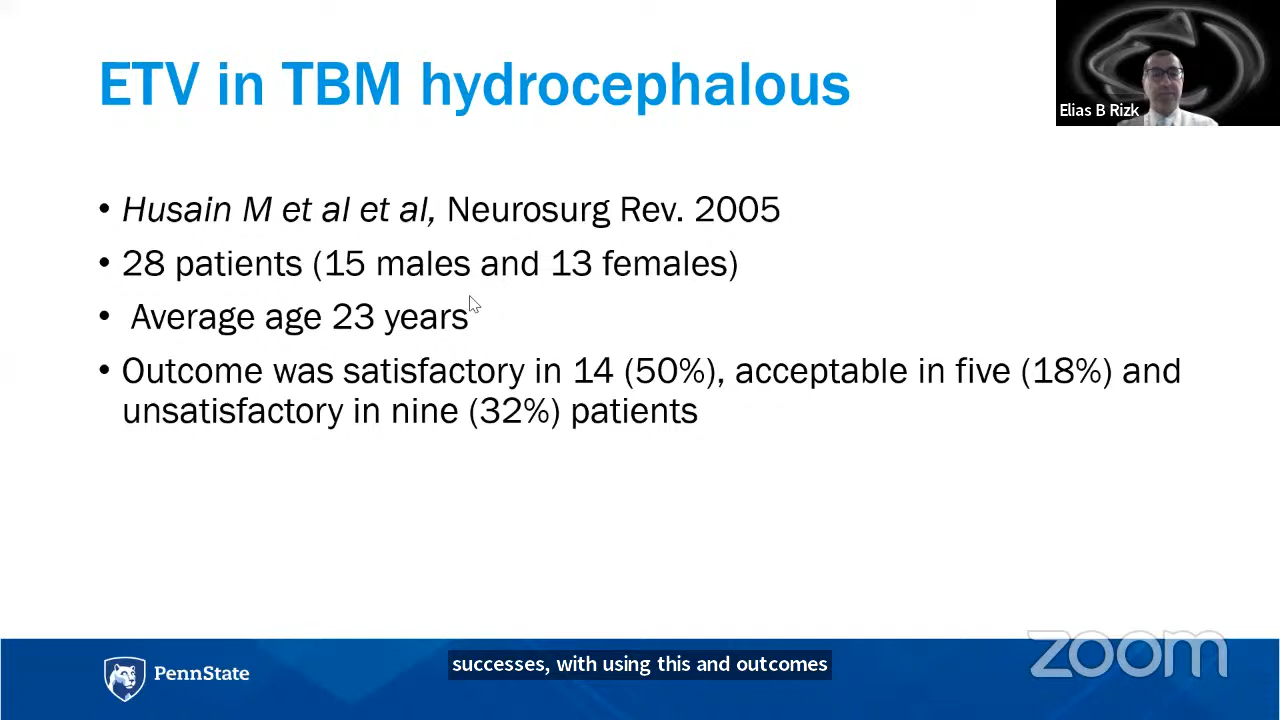 ETV in TBM hydrocephalous
Elias B Rizk
• Husain M et al et al, Neurosurg Rev. 2005
• 28 patients (15 males and 13 females)
• Average age 23 years
• Outcome was satisfactory in 14 (50%), acceptable in five (18%) and
unsatisfactory in nine (32%) patients
successes, with using this and outcomes
PennState
zoom